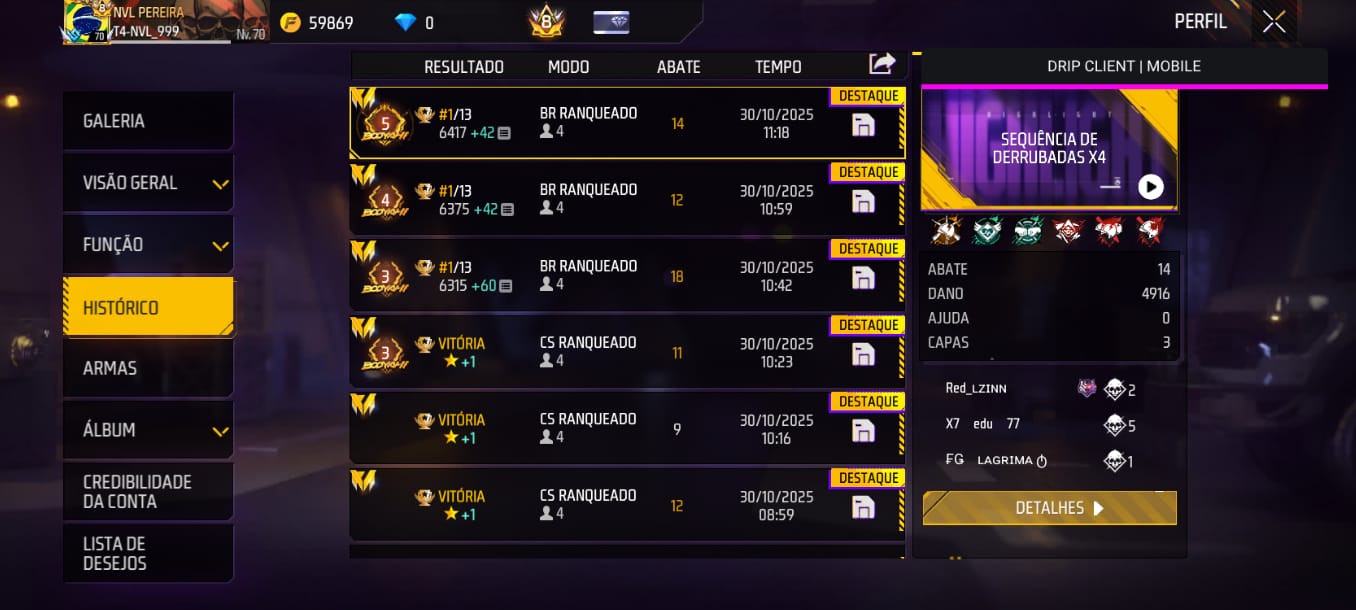 NVL PEREIRA
T4-NVL_999
Nv. 70
8
70
59869
0
8
PERFIL
GALERIA
VISÃO GERAL
FUNÇÃO
HISTÓRICO
ARMAS
ÁLBUM
CREDIBILIDADE
DA CONTA
LISTA DE
DESEJOS
RESULTADO MODO ABATE TEMPO
DESTAQUE
5 BOOYAH! #1/13 BR RANQUEADO 14 30/10/2025
6417 +42 4 11:18
DESTAQUE
4 BOOYAH! #1/13 BR RANQUEADO 12 30/10/2025
6375 +42 4 10:59
DESTAQUE
3 BOOYAH! #1/13 BR RANQUEADO 18 30/10/2025
6315 +60 4 10:42
DESTAQUE
3 BOOYAH! VITÓRIA CS RANQUEADO 11 30/10/2025
+1 4 10:23
DESTAQUE
VITÓRIA CS RANQUEADO 9 30/10/2025
+1 4 10:16
DESTAQUE
VITÓRIA CS RANQUEADO 12 30/10/2025
+1 4 08:59
DRIP CLIENT | MOBILE
HIGHLIGHT
SEQUÊNCIA DE
DERRUBADAS X4
ABATE 14
DANO 4916
AJUDA 0
CAPAS 3
Red_LZINN 2
X7 edu 77 5
FG LAGRIMA 1
DETALHES